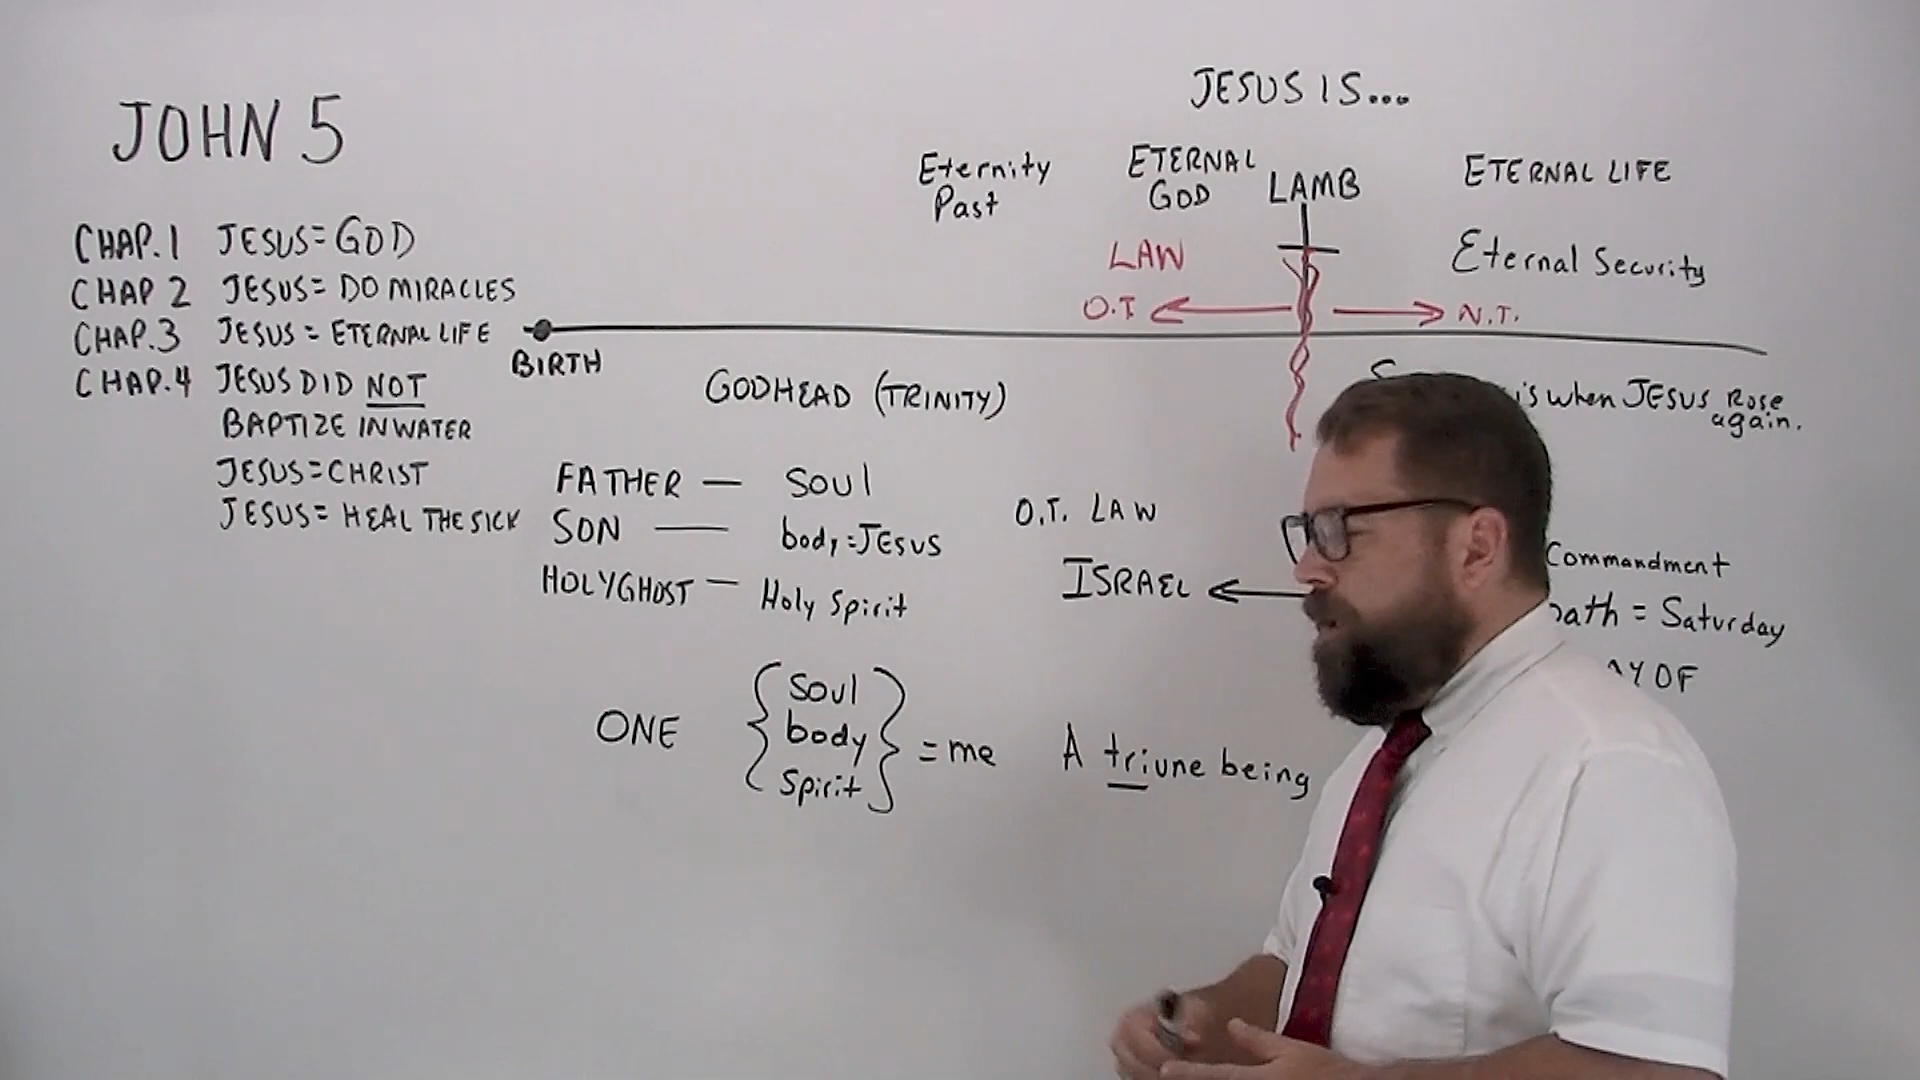 JOHN 5
CHAP.1 JESUS=GOD
CHAP 2 JESUS=DO MIRACLES
CHAP.3 JESUS=ETERNAL LIFE
CHAP.4 JESUS DID NOT
BAPTIZE IN WATER
JESUS=CHRIST
JESUS=HEAL THE SICK
JESUS IS...
Eternity
Past
ETERNAL
GOD
LAMB
ETERNAL LIFE
LAW
Eternal Security
O.T.
N.T.
BIRTH
GODHEAD (TRINITY)
is when JESUS Rose
again.
FATHER — Soul
SON — body=JESUS
HOLYGHOST — Holy Spirit
O.T. LAW
ISRAEL
Commandment
= Saturday
OF
ONE
Soul
body
Spirit
= me
A triune being